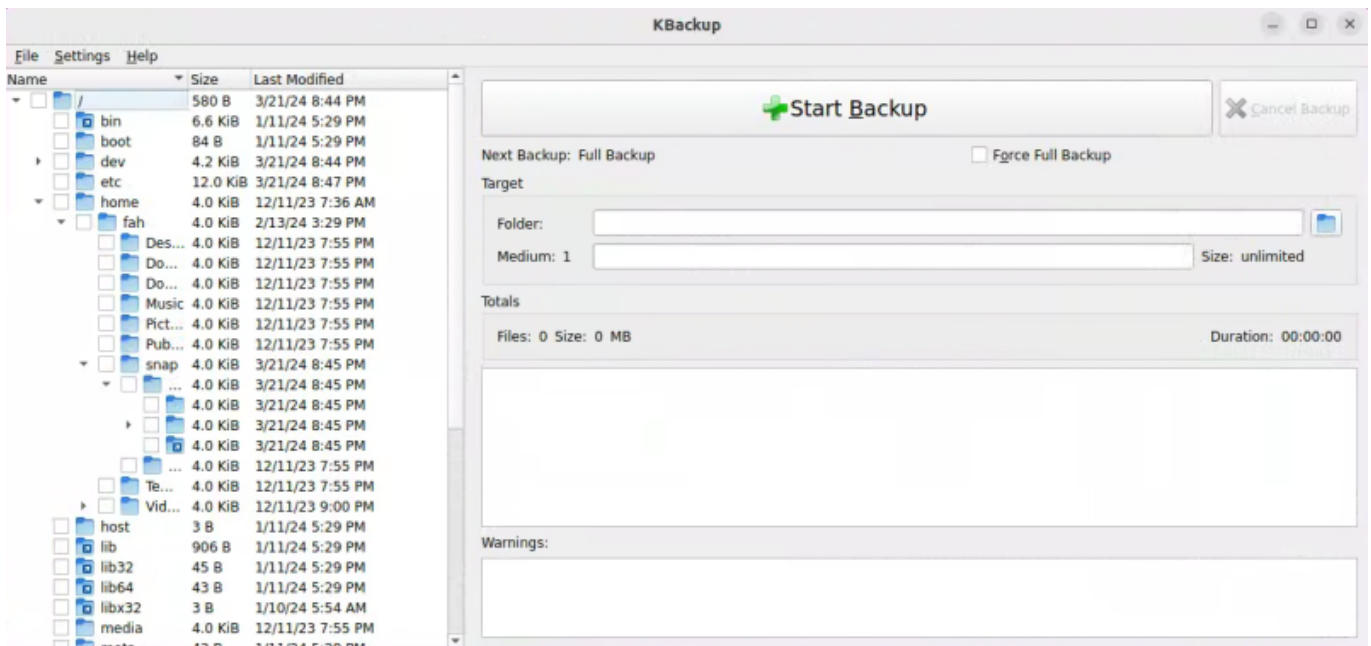 KBackup
File Settings Help
Name Size Last Modified
/ 580 B 3/21/24 8:44 PM
bin 6.6 KiB 1/11/24 5:29 PM
boot 84 B 1/11/24 5:29 PM
dev 4.2 KiB 3/21/24 8:44 PM
etc 12.0 KiB 3/21/24 8:47 PM
home 4.0 KiB 12/11/23 7:36 AM
fah 4.0 KiB 2/13/24 3:29 PM
Des... 4.0 KiB 12/11/23 7:55 PM
Do... 4.0 KiB 12/11/23 7:55 PM
Do... 4.0 KiB 12/11/23 7:55 PM
Music 4.0 KiB 12/11/23 7:55 PM
Pict... 4.0 KiB 12/11/23 7:55 PM
Pub... 4.0 KiB 12/11/23 7:55 PM
snap 4.0 KiB 3/21/24 8:45 PM
... 4.0 KiB 3/21/24 8:45 PM
4.0 KiB 3/21/24 8:45 PM
4.0 KiB 3/21/24 8:45 PM
4.0 KiB 3/21/24 8:45 PM
... 4.0 KiB 12/11/23 7:55 PM
Te... 4.0 KiB 12/11/23 7:55 PM
Vid... 4.0 KiB 12/11/23 9:00 PM
host 3 B 1/11/24 5:29 PM
lib 906 B 1/11/24 5:29 PM
lib32 45 B 1/11/24 5:29 PM
lib64 43 B 1/11/24 5:29 PM
libx32 3 B 1/10/24 5:54 AM
media 4.0 KiB 12/11/23 7:55 PM
Start Backup
Cancel Backup
Next Backup: Full Backup
Force Full Backup
Target
Folder:
Medium: 1
Size: unlimited
Totals
Files: 0 Size: 0 MB
Duration: 00:00:00
Warnings: